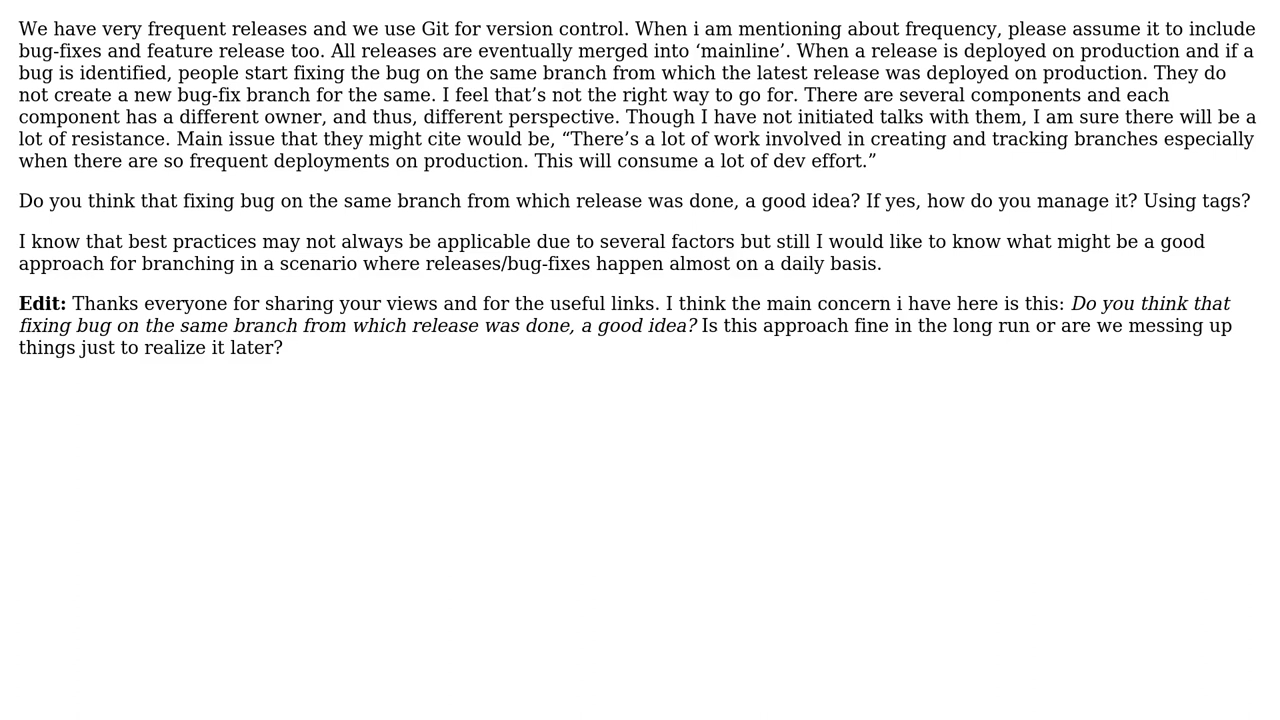 We have very frequent releases and we use Git for version control. When i am mentioning about frequency, please assume it to include
bug-fixes and feature release too. All releases are eventually merged into ‘mainline’. When a release is deployed on production and if a
bug is identified, people start fixing the bug on the same branch from which the latest release was deployed on production. They do
not create a new bug-fix branch for the same. I feel that’s not the right way to go for. There are several components and each
component has a different owner, and thus, different perspective. Though I have not initiated talks with them, I am sure there will be a
lot of resistance. Main issue that they might cite would be, “There’s a lot of work involved in creating and tracking branches especially
when there are so frequent deployments on production. This will consume a lot of dev effort.”
Do you think that fixing bug on the same branch from which release was done, a good idea? If yes, how do you manage it? Using tags?
I know that best practices may not always be applicable due to several factors but still I would like to know what might be a good
approach for branching in a scenario where releases/bug-fixes happen almost on a daily basis.
Edit: Thanks everyone for sharing your views and for the useful links. I think the main concern i have here is this: Do you think that
fixing bug on the same branch from which release was done, a good idea? Is this approach fine in the long run or are we messing up
things just to realize it later?